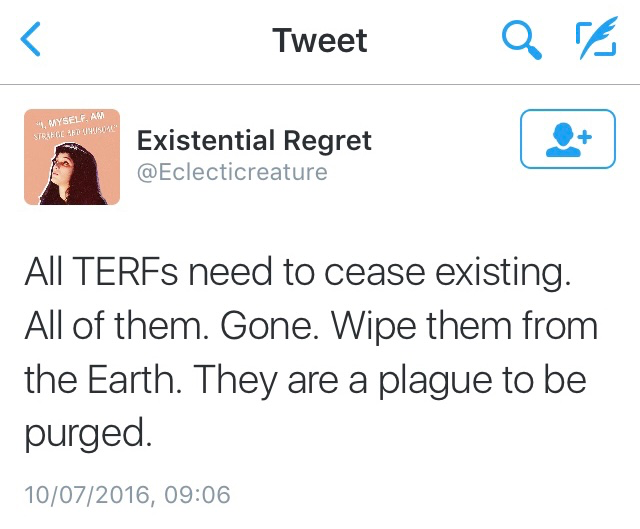 Tweet
"I, MYSELF, AM
STRANGE AND UNUSUAL"
Existential Regret
@Eclecticreature
All TERFs need to cease existing.
All of them. Gone. Wipe them from
the Earth. They are a plague to be
purged.
10/07/2016, 09:06